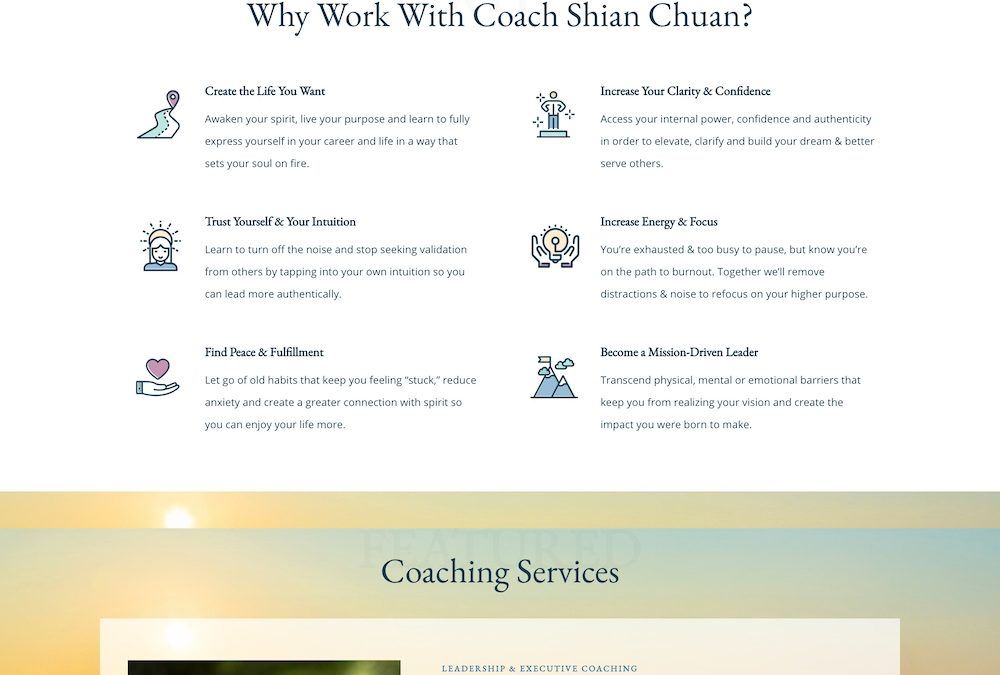 Why Work With Coach Shian Chuan?
Create the Life You Want
Awaken your spirit, live your purpose and learn to fully
express yourself in your career and life in a way that
sets your soul on fire.
Increase Your Clarity & Confidence
Access your internal power, confidence and authenticity
in order to elevate, clarify and build your dream & better
serve others.
Trust Yourself & Your Intuition
Learn to turn off the noise and stop seeking validation
from others by tapping into your own intuition so you
can lead more authentically.
Increase Energy & Focus
You’re exhausted & too busy to pause, but know you’re
on the path to burnout. Together we’ll remove
distractions & noise to refocus on your higher purpose.
Find Peace & Fulfillment
Let go of old habits that keep you feeling “stuck,” reduce
anxiety and create a greater connection with spirit so
you can enjoy your life more.
Become a Mission-Driven Leader
Transcend physical, mental or emotional barriers that
keep you from realizing your vision and create the
impact you were born to make.
FEATURED
Coaching Services
LEADERSHIP & EXECUTIVE COACHING